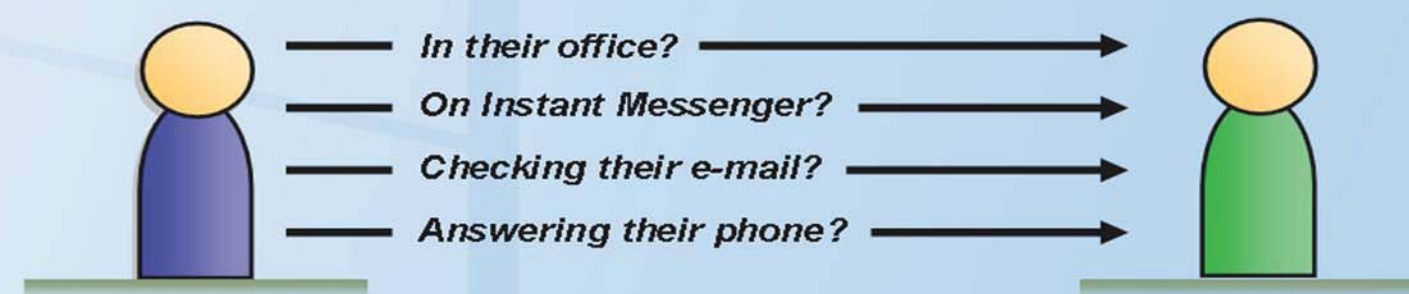 In their office?
On Instant Messenger?
Checking their e-mail?
Answering their phone?